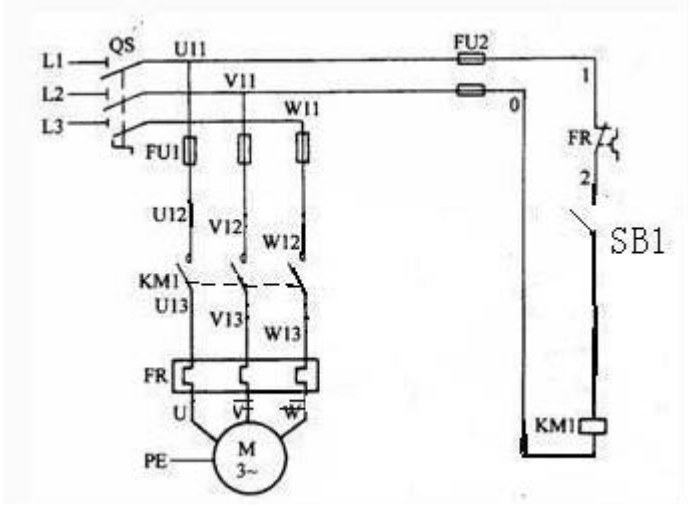 QS
U11
FU2
L1
1
L2
V11
0
L3
W11
FU1
FR
2
U12
V12
W12
SB1
KM1
U13
V13
W13
FR
U
V
W
KM1
M
3~
PE